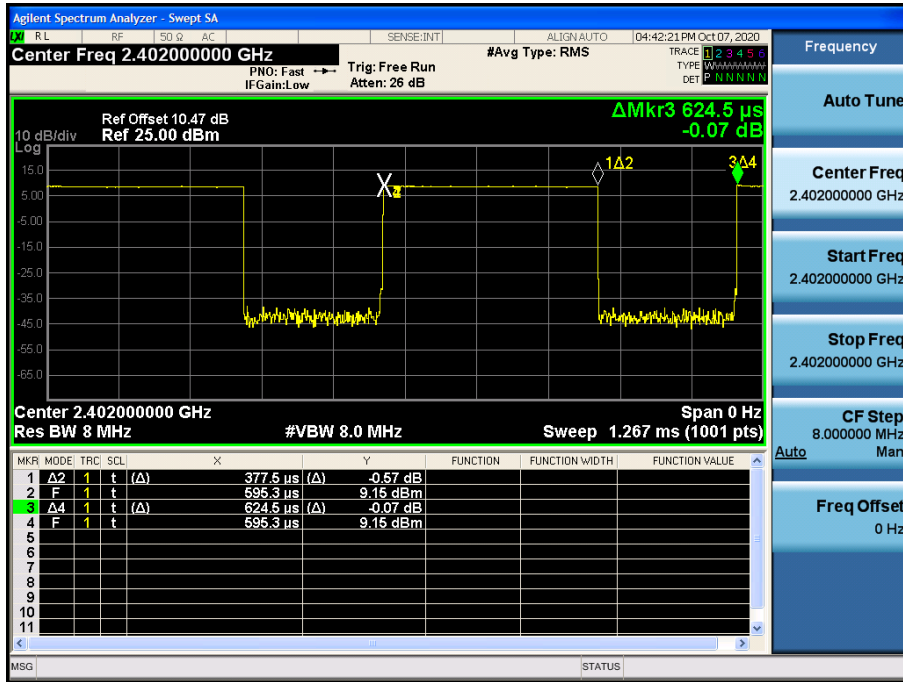 Agilent Spectrum Analyzer - Swept SA
LXI RL RF 50 Ω AC SENSE:INT ALIGN AUTO 04:42:21 PM Oct 07, 2020
Center Freq 2.402000000 GHz
PNO: Fast
IFGain:Low
Trig: Free Run
Atten: 26 dB
#Avg Type: RMS
TRACE 1 2 3 4 5 6
TYPE W
DET P N N N N N
Ref Offset 10.47 dB
10 dB/div Ref 25.00 dBm
Log
ΔMkr3 624.5 µs
-0.07 dB
15.0
5.00
-5.00
-15.0
-25.0
-35.0
-45.0
-55.0
-65.0
X
1Δ2
3Δ4
Center 2.402000000 GHz Span 0 Hz
Res BW 8 MHz #VBW 8.0 MHz Sweep 1.267 ms (1001 pts)
MKR MODE TRC SCL X Y FUNCTION FUNCTION WIDTH FUNCTION VALUE
1 Δ2 1 t (Δ) 377.5 µs (Δ) -0.57 dB
2 F 1 t 595.3 µs 9.15 dBm
3 Δ4 1 t (Δ) 624.5 µs (Δ) -0.07 dB
4 F 1 t 595.3 µs 9.15 dBm
5
6
7
8
9
10
11
MSG STATUS
Frequency
Auto Tune
Center Freq
2.402000000 GHz
Start Freq
2.402000000 GHz
Stop Freq
2.402000000 GHz
CF Step
8.000000 MHz
Auto Man
Freq Offset
0 Hz